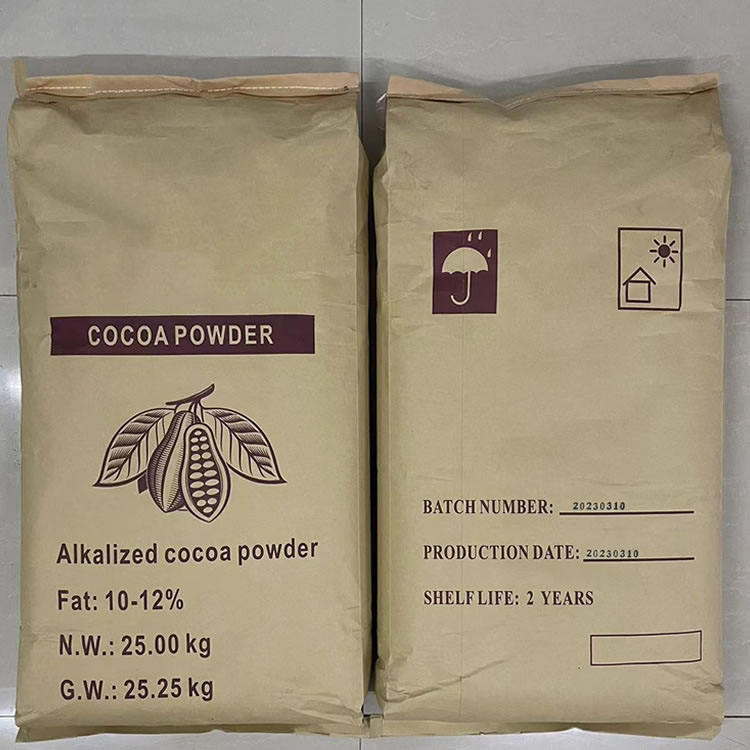 COCOA POWDER
Alkalized cocoa powder
Fat: 10-12%
N.W.: 25.00 kg
G.W.: 25.25 kg
BATCH NUMBER: 20230310
PRODUCTION DATE: 20230310
SHELF LIFE: 2 YEARS